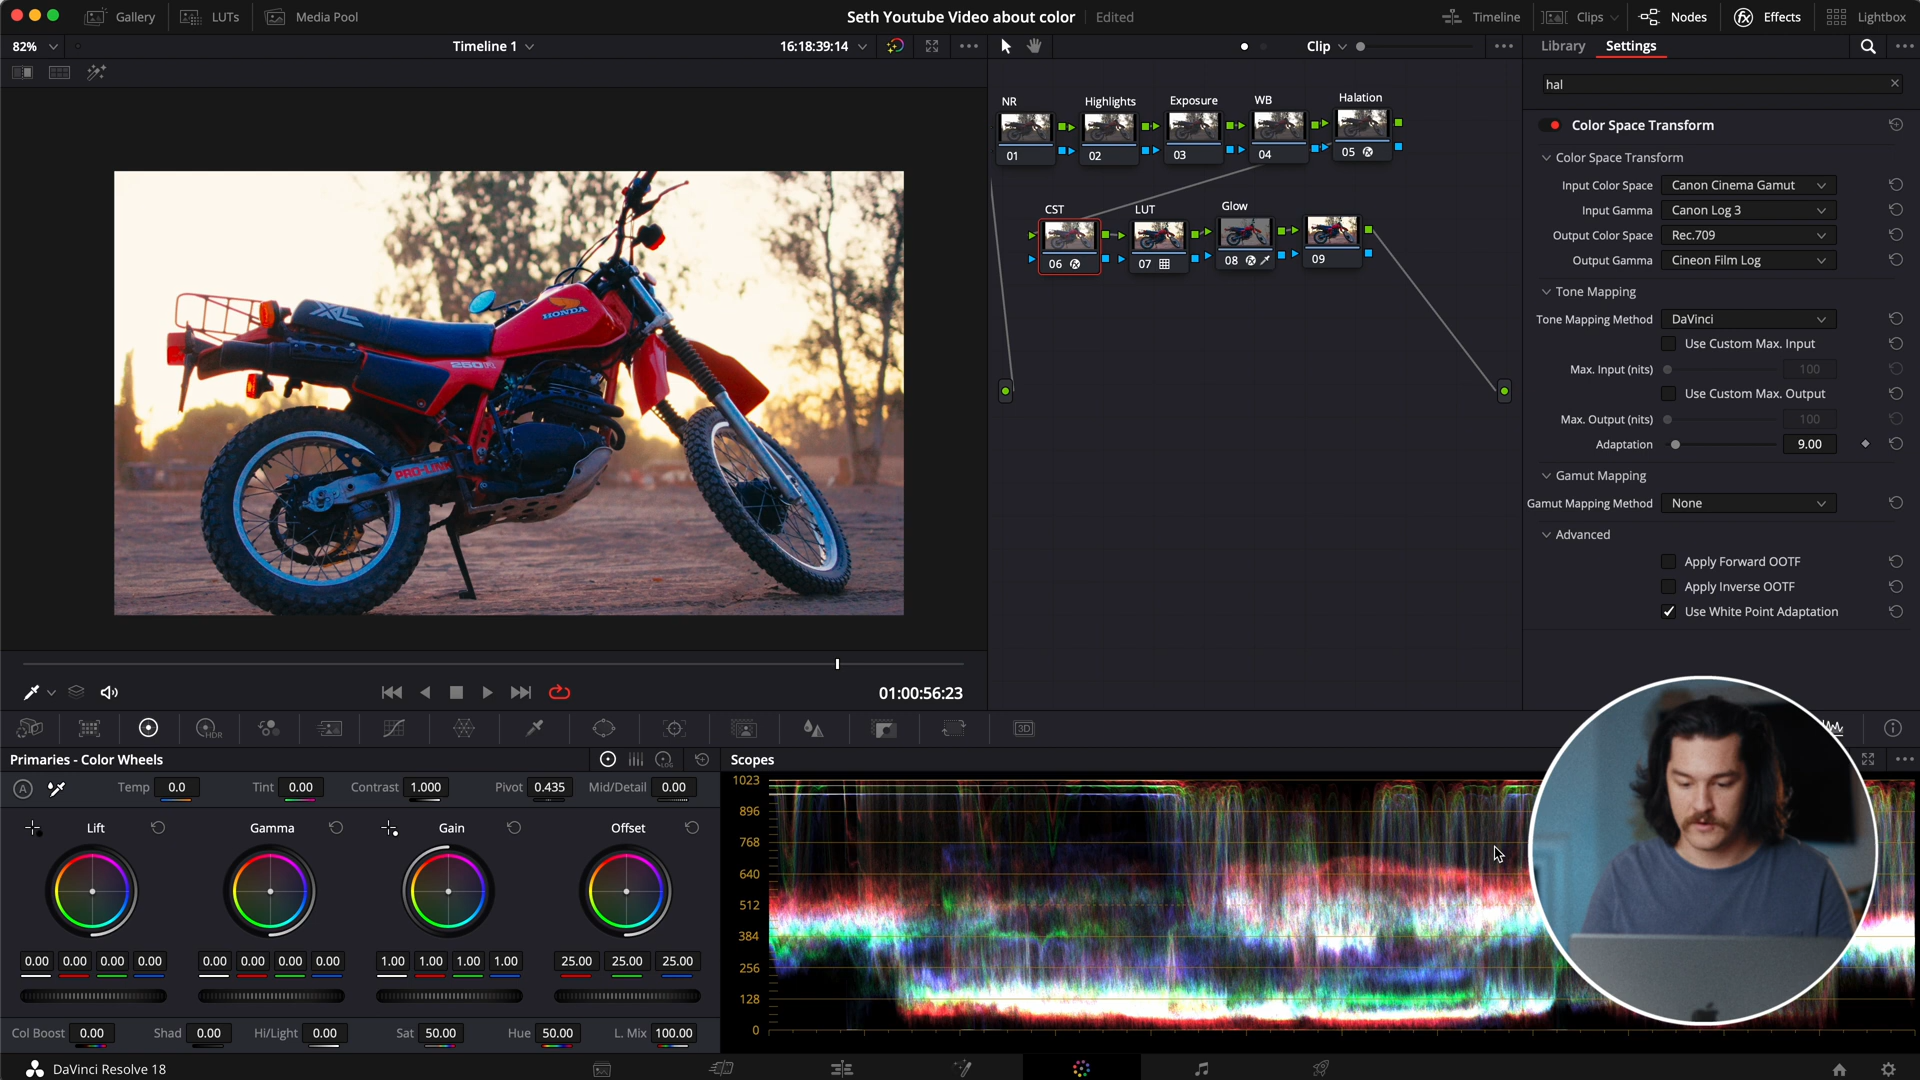 Gallery LUTs Media Pool Seth Youtube Video about color Edited Timeline Clips Nodes Effects Lightbox
82% Timeline 1 16:18:39:14 Clip Library Settings
hal
NR Highlights Exposure WB Halation
01 02 03 04 05
CST LUT Glow
06 07 08 09
Color Space Transform
Color Space Transform
Input Color Space Canon Cinema Gamut
Input Gamma Canon Log 3
Output Color Space Rec.709
Output Gamma Cineon Film Log
Tone Mapping
Tone Mapping Method DaVinci
Use Custom Max. Input
Max. Input (nits) 100
Use Custom Max. Output
Max. Output (nits) 100
Adaptation 9.00
Gamut Mapping
Gamut Mapping Method None
Advanced
Apply Forward OOTF
Apply Inverse OOTF
Use White Point Adaptation
XL
HONDA
250R
PRO-LINK
01:00:56:23
HDR
3D
Primaries - Color Wheels
LOG
A Temp 0.0 Tint 0.00 Contrast 1.000 Pivot 0.435 Mid/Detail 0.00
Lift Gamma Gain Offset
0.00 0.00 0.00 0.00 0.00 0.00 0.00 0.00 1.00 1.00 1.00 1.00 25.00 25.00 25.00
Col Boost 0.00 Shad 0.00 Hi/Light 0.00 Sat 50.00 Hue 50.00 L. Mix 100.00
Scopes
1023
896
768
640
512
384
256
128
0
DaVinci Resolve 18